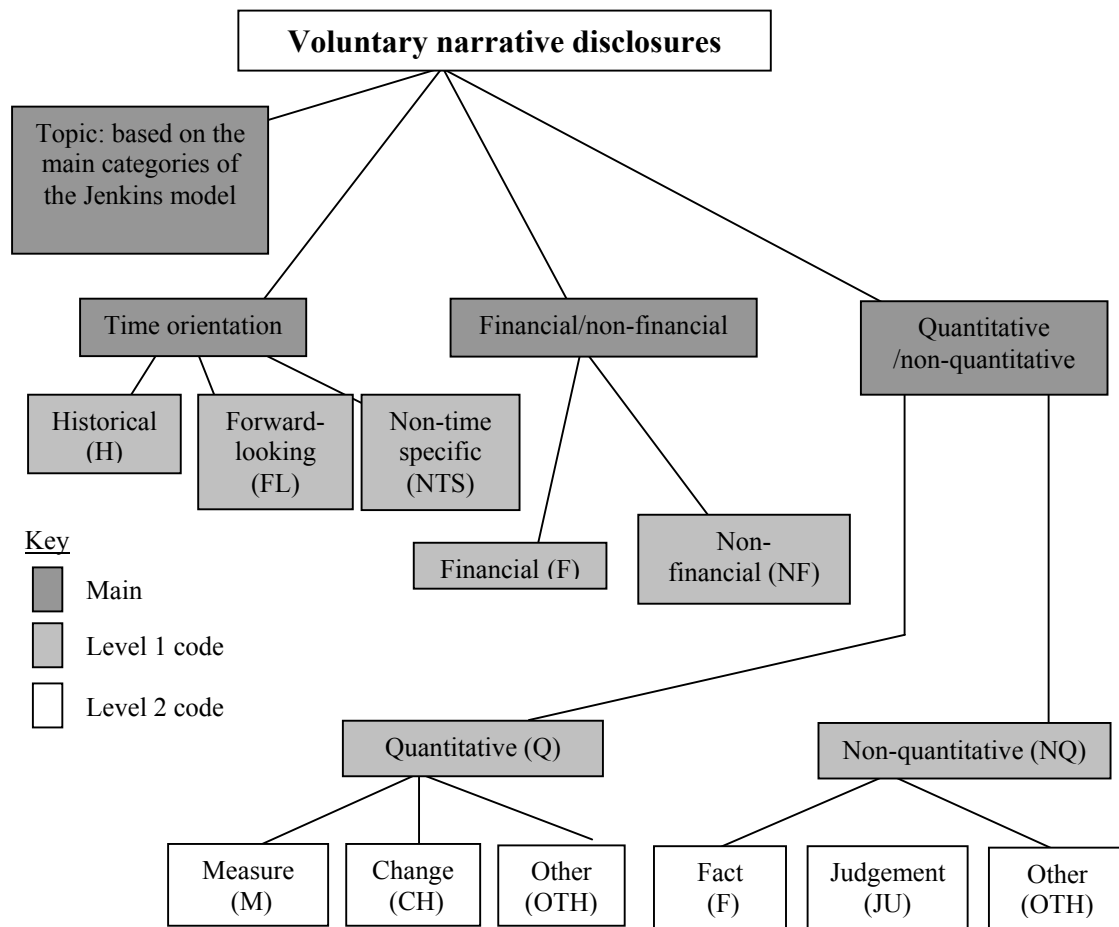 Voluntary narrative disclosures
Topic: based on the
main categories of
the Jenkins model
Time orientation
Financial/non-financial
Quantitative
/non-quantitative
Historical
(H)
Forward-
looking
(FL)
Non-time
specific
(NTS)
Financial (F)
Non-
financial (NF)
Key
Main
Level 1 code
Level 2 code
Quantitative (Q)
Non-quantitative (NQ)
Measure
(M)
Change
(CH)
Other
(OTH)
Fact
(F)
Judgement
(JU)
Other
(OTH)